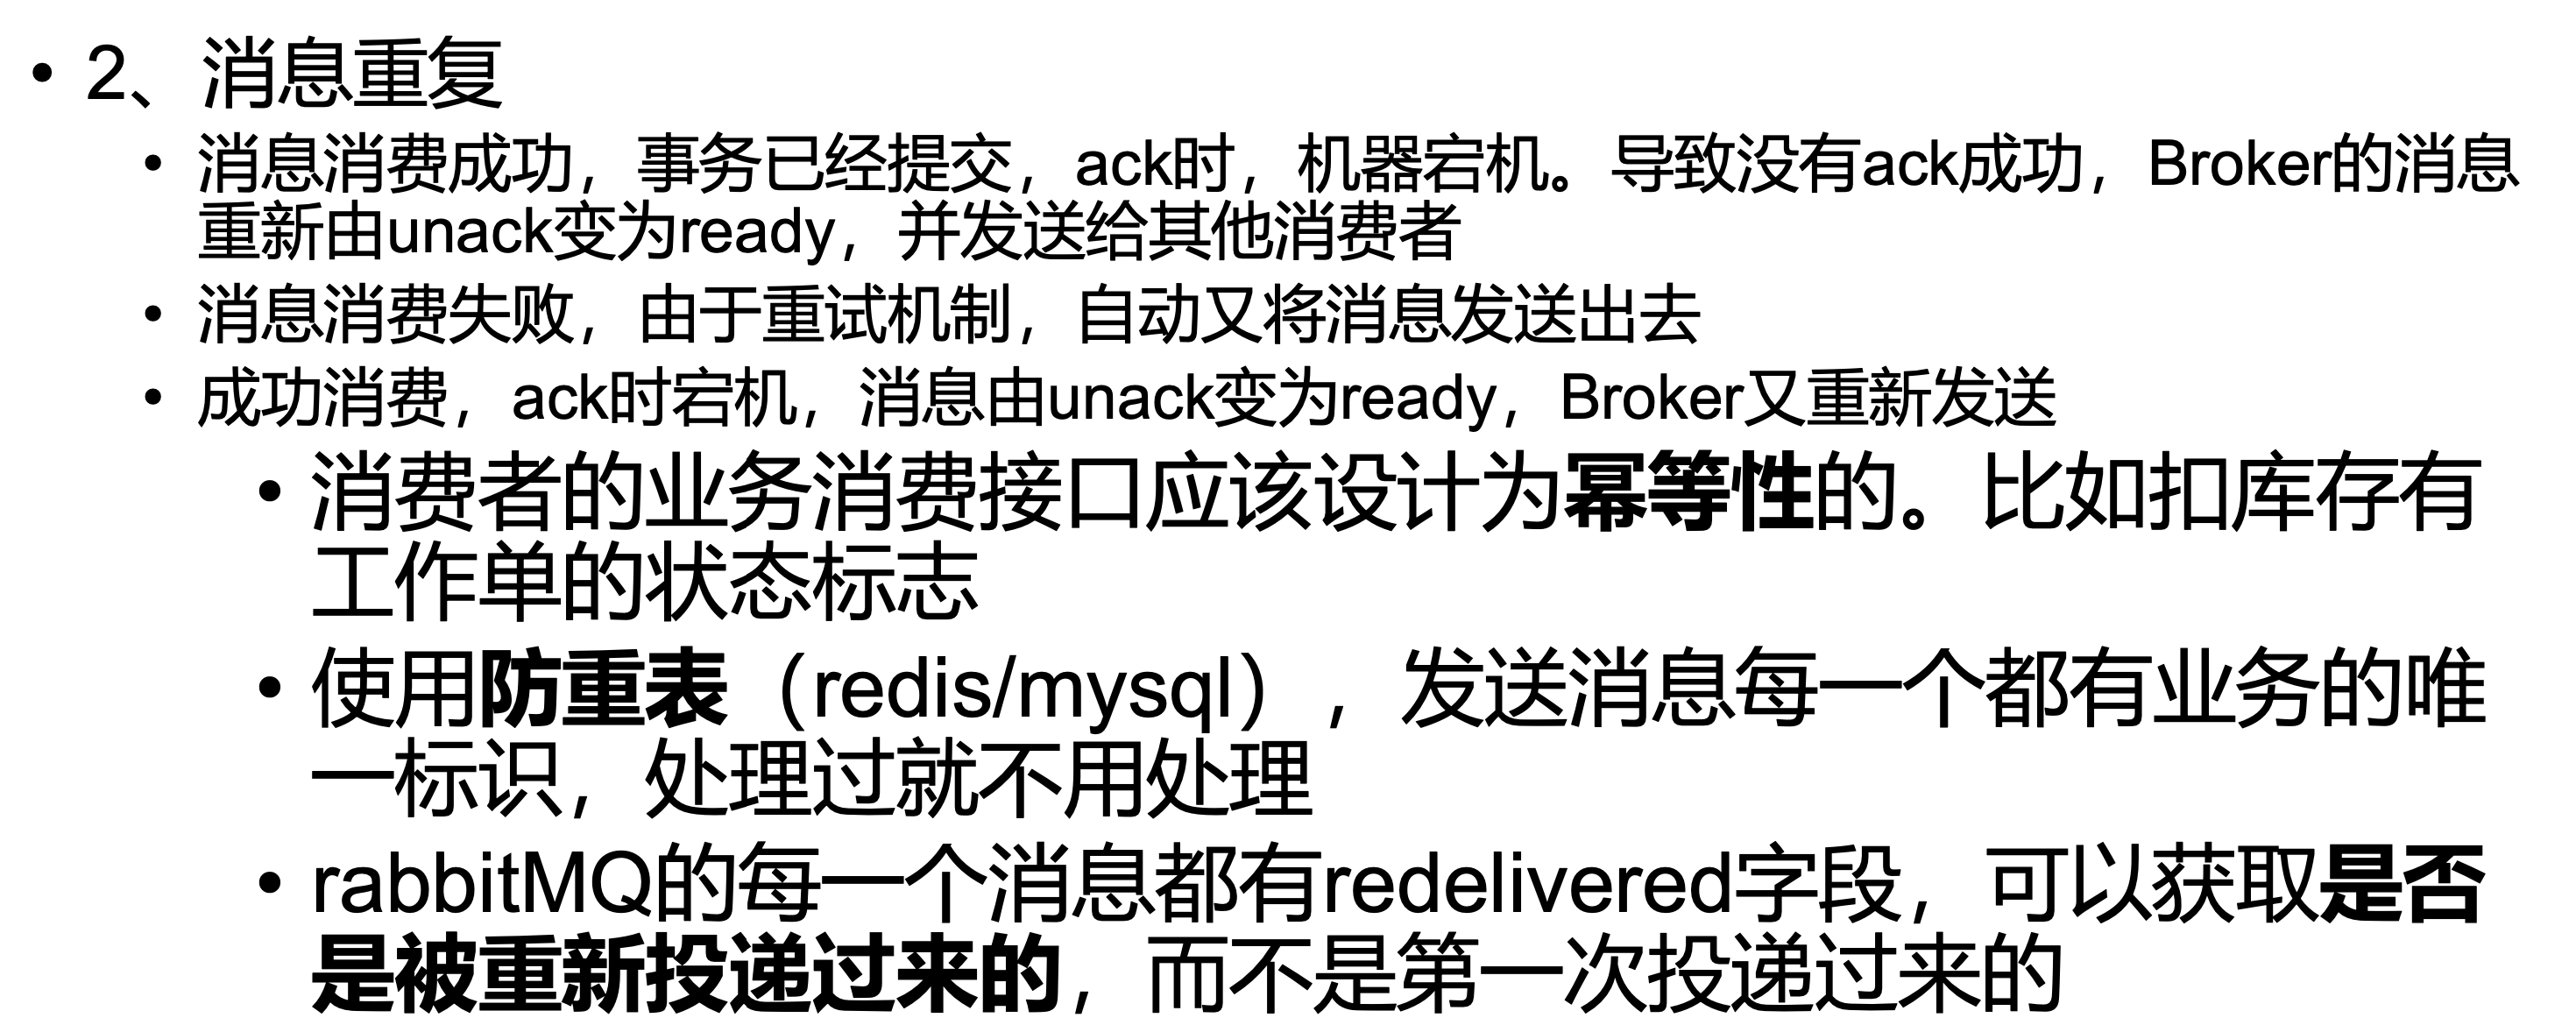 • 2、消息重复
• 消息消费成功，事务已经提交，ack时，机器宕机。导致没有ack成功，Broker的消息
重新由unack变为ready，并发送给其他消费者
• 消息消费失败，由于重试机制，自动又将消息发送出去
• 成功消费，ack时宕机，消息由unack变为ready，Broker又重新发送
• 消费者的业务消费接口应该设计为幂等性的。比如扣库存有
工作单的状态标志
• 使用防重表（redis/mysql），发送消息每一个都有业务的唯
一标识，处理过就不用处理
• rabbitMQ的每一个消息都有redelivered字段，可以获取是否
是被重新投递过来的，而不是第一次投递过来的